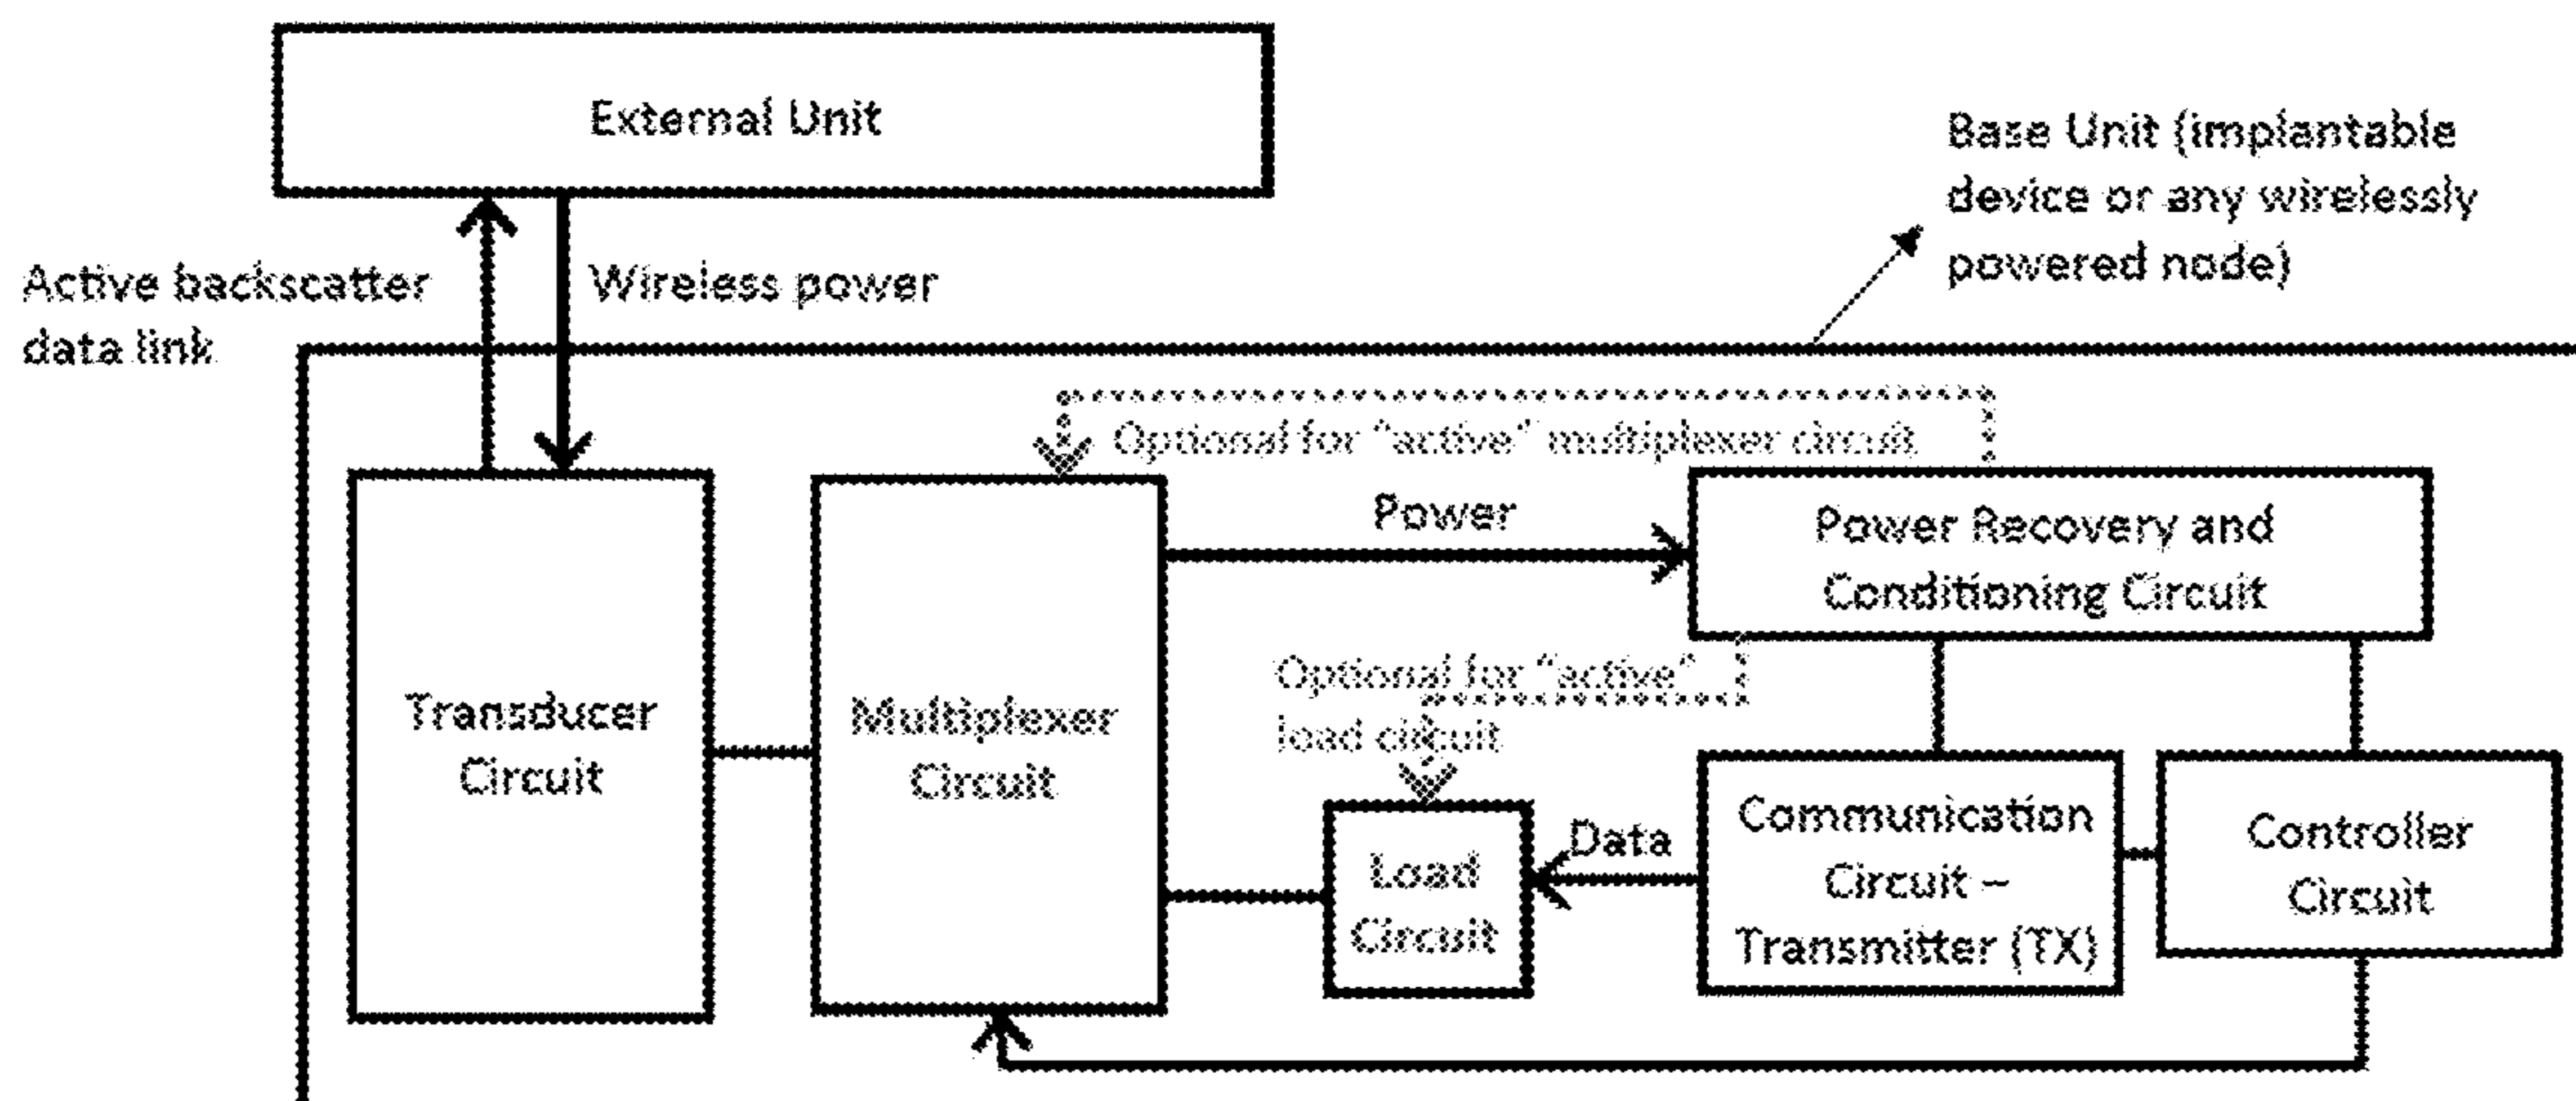 External Unit
Base Unit (implantable
device or any wirelessly
powered node)
Active backscatter
data link
Wireless power
Optional for "active" multiplexer circuit
Power
Power Recovery and
Conditioning Circuit
Optional for "active"
load circuit
Transducer
Circuit
Multiplexer
Circuit
Load
Circuit
Data
Communication
Circuit –
Transmitter (TX)
Controller
Circuit